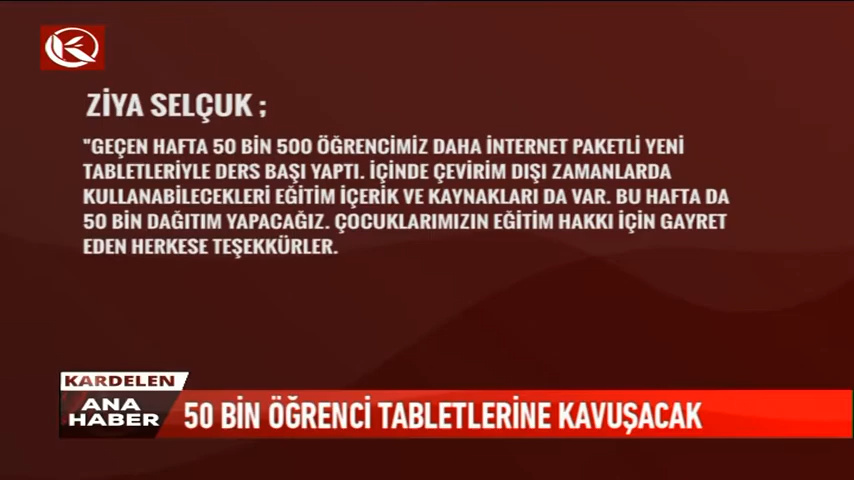 ZİYA SELÇUK ;
"GEÇEN HAFTA 50 BİN 500 ÖĞRENCİMİZ DAHA İNTERNET PAKETLİ YENİ
TABLETLERİYLE DERS BAŞI YAPTI. İÇİNDE ÇEVİRİM DIŞI ZAMANLARDA
KULLANABİLECEKLERİ EĞİTİM İÇERİK VE KAYNAKLARI DA VAR. BU HAFTA DA
50 BİN DAĞITIM YAPACAĞIZ. ÇOCUKLARIMIZIN EĞİTİM HAKKI İÇİN GAYRET
EDEN HERKESE TEŞEKKÜRLER.
KARDELEN
ANA
HABER
50 BİN ÖĞRENCİ TABLETLERİNE KAVUŞACAK